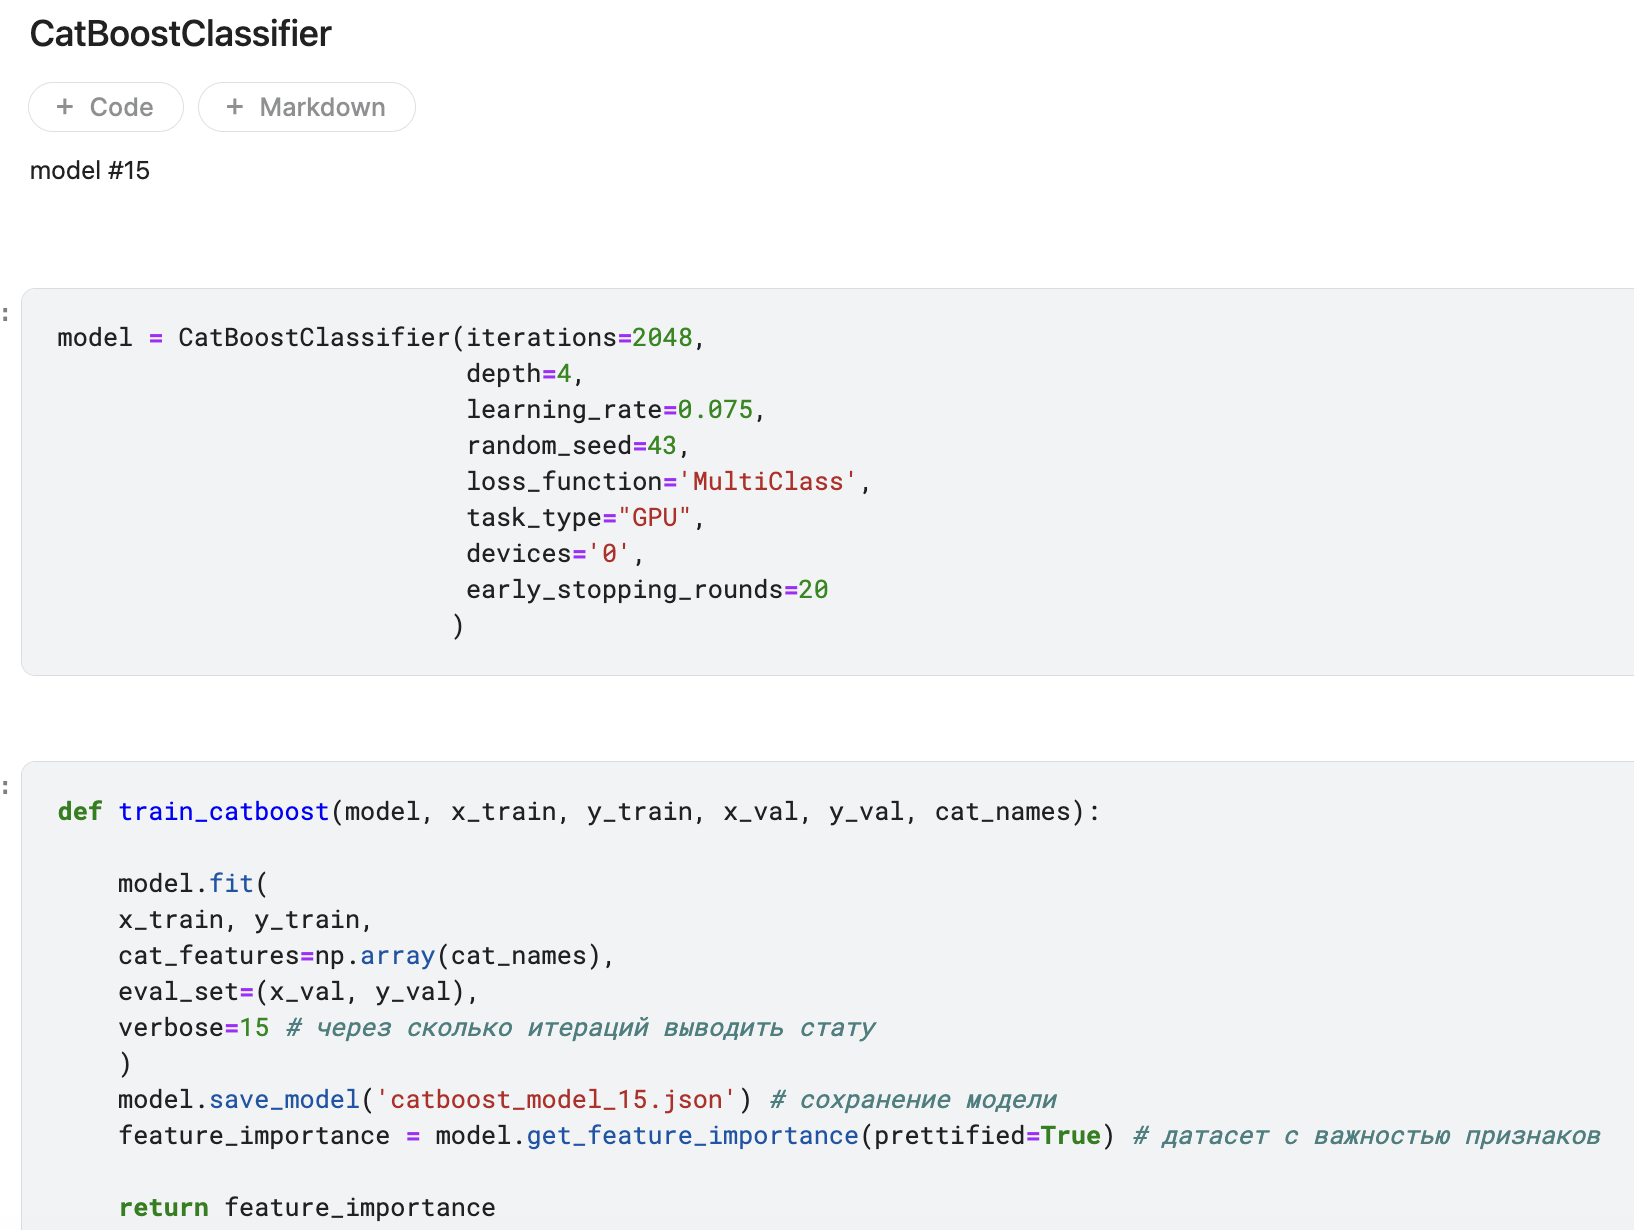 CatBoostClassifier
+ Code + Markdown
model #15
:
model = CatBoostClassifier(iterations=2048,
depth=4,
learning_rate=0.075,
random_seed=43,
loss_function='MultiClass',
task_type="GPU",
devices='0',
early_stopping_rounds=20
)
:
def train_catboost(model, x_train, y_train, x_val, y_val, cat_names):
model.fit(
x_train, y_train,
cat_features=np.array(cat_names),
eval_set=(x_val, y_val),
verbose=15 # через сколько итераций выводить стату
)
model.save_model('catboost_model_15.json') # сохранение модели
feature_importance = model.get_feature_importance(prettified=True) # датасет с важностью признаков
return feature_importance